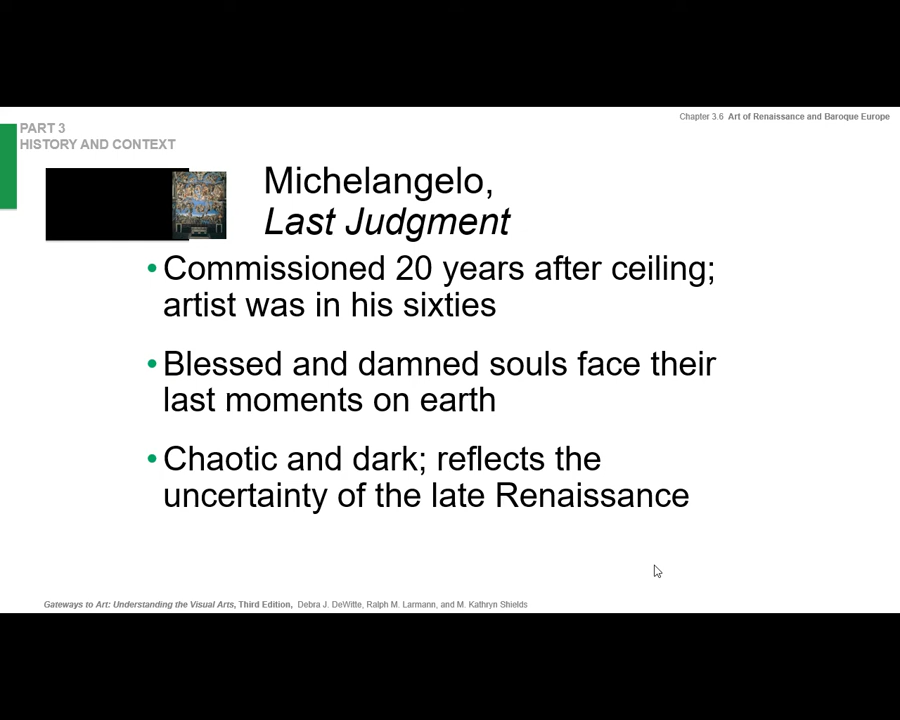 Chapter 3.6 Art of Renaissance and Baroque Europe
PART 3
HISTORY AND CONTEXT
Michelangelo,
Last Judgment
• Commissioned 20 years after ceiling;
artist was in his sixties
• Blessed and damned souls face their
last moments on earth
• Chaotic and dark; reflects the
uncertainty of the late Renaissance
Gateways to Art: Understanding the Visual Arts, Third Edition, Debra J. DeWitte, Ralph M. Larmann, and M. Kathryn Shields